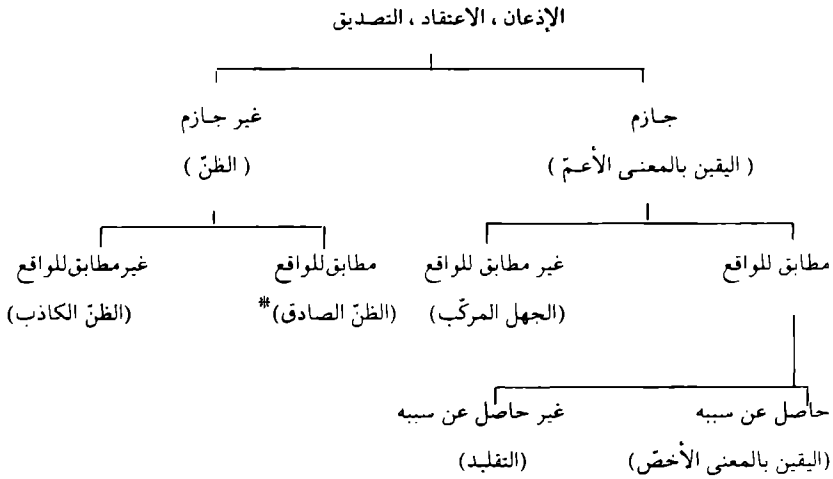 الإذعان ، الاعتقاد ، التصديق
جازم غير جازم
(اليقين بالمعنى الأعمّ) (الظنّ)
مطابق للواقع غير مطابق للواقع مطابق للواقع غير مطابق للواقع
(الجهل المركّب) (الظنّ الصادق)* (الظنّ الكاذب)
حاصل عن سببه غير حاصل عن سببه
(اليقين بالمعنى الأخصّ) (التقليد)